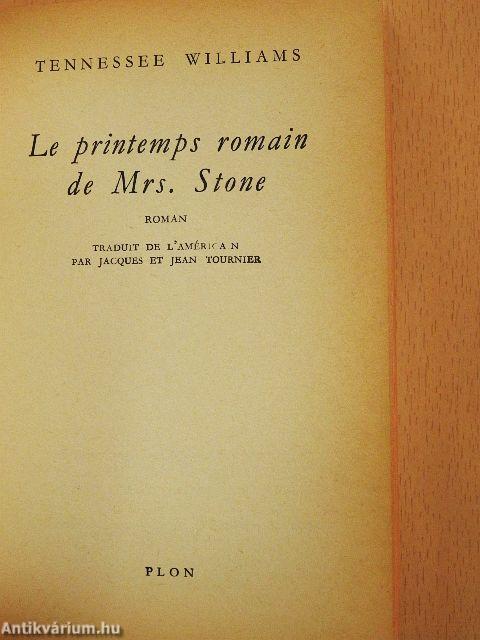 TENNESSEE WILLIAMS
Le printemps romain
de Mrs. Stone
ROMAN
TRADUIT DE L'AMÉRICAIN
PAR JACQUES ET JEAN TOURNIER
PLON
Antikvárium.hu